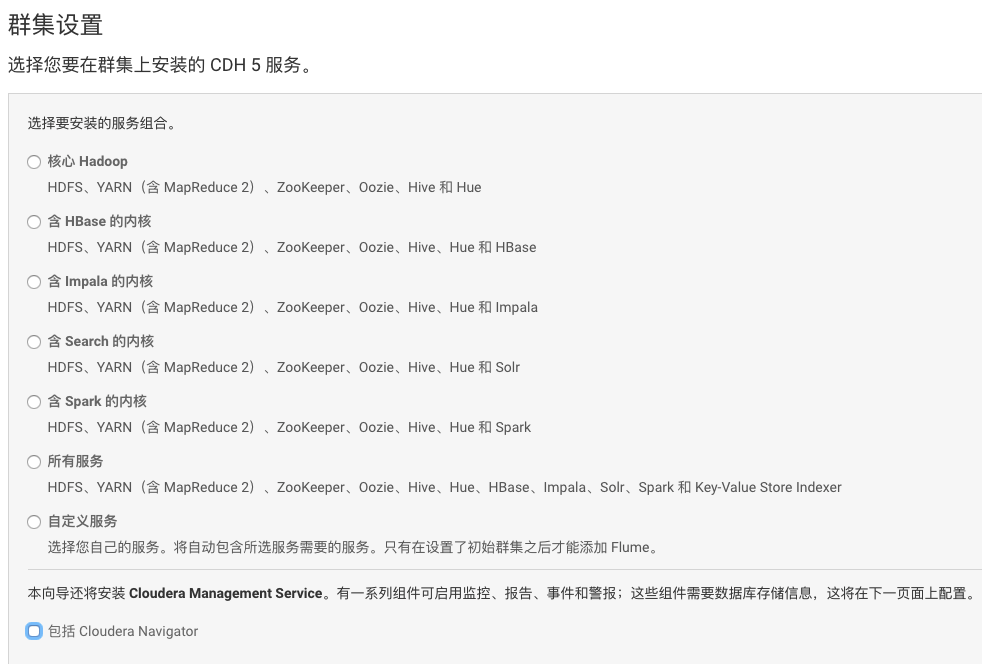 群集设置
选择您要在群集上安装的 CDH 5 服务。
选择要安装的服务组合。
核心 Hadoop
HDFS、YARN（含 MapReduce 2）、ZooKeeper、Oozie、Hive 和 Hue
含 HBase 的内核
HDFS、YARN（含 MapReduce 2）、ZooKeeper、Oozie、Hive、Hue 和 HBase
含 Impala 的内核
HDFS、YARN（含 MapReduce 2）、ZooKeeper、Oozie、Hive、Hue 和 Impala
含 Search 的内核
HDFS、YARN（含 MapReduce 2）、ZooKeeper、Oozie、Hive、Hue 和 Solr
含 Spark 的内核
HDFS、YARN（含 MapReduce 2）、ZooKeeper、Oozie、Hive、Hue 和 Spark
所有服务
HDFS、YARN（含 MapReduce 2）、ZooKeeper、Oozie、Hive、Hue、HBase、Impala、Solr、Spark 和 Key-Value Store Indexer
自定义服务
选择您自己的服务。将自动包含所选服务需要的服务。只有在设置了初始群集之后才能添加 Flume。
本向导还将安装 Cloudera Management Service。有一系列组件可启用监控、报告、事件和警报；这些组件需要数据库存储信息，这将在下一页面上配置。
包括 Cloudera Navigator